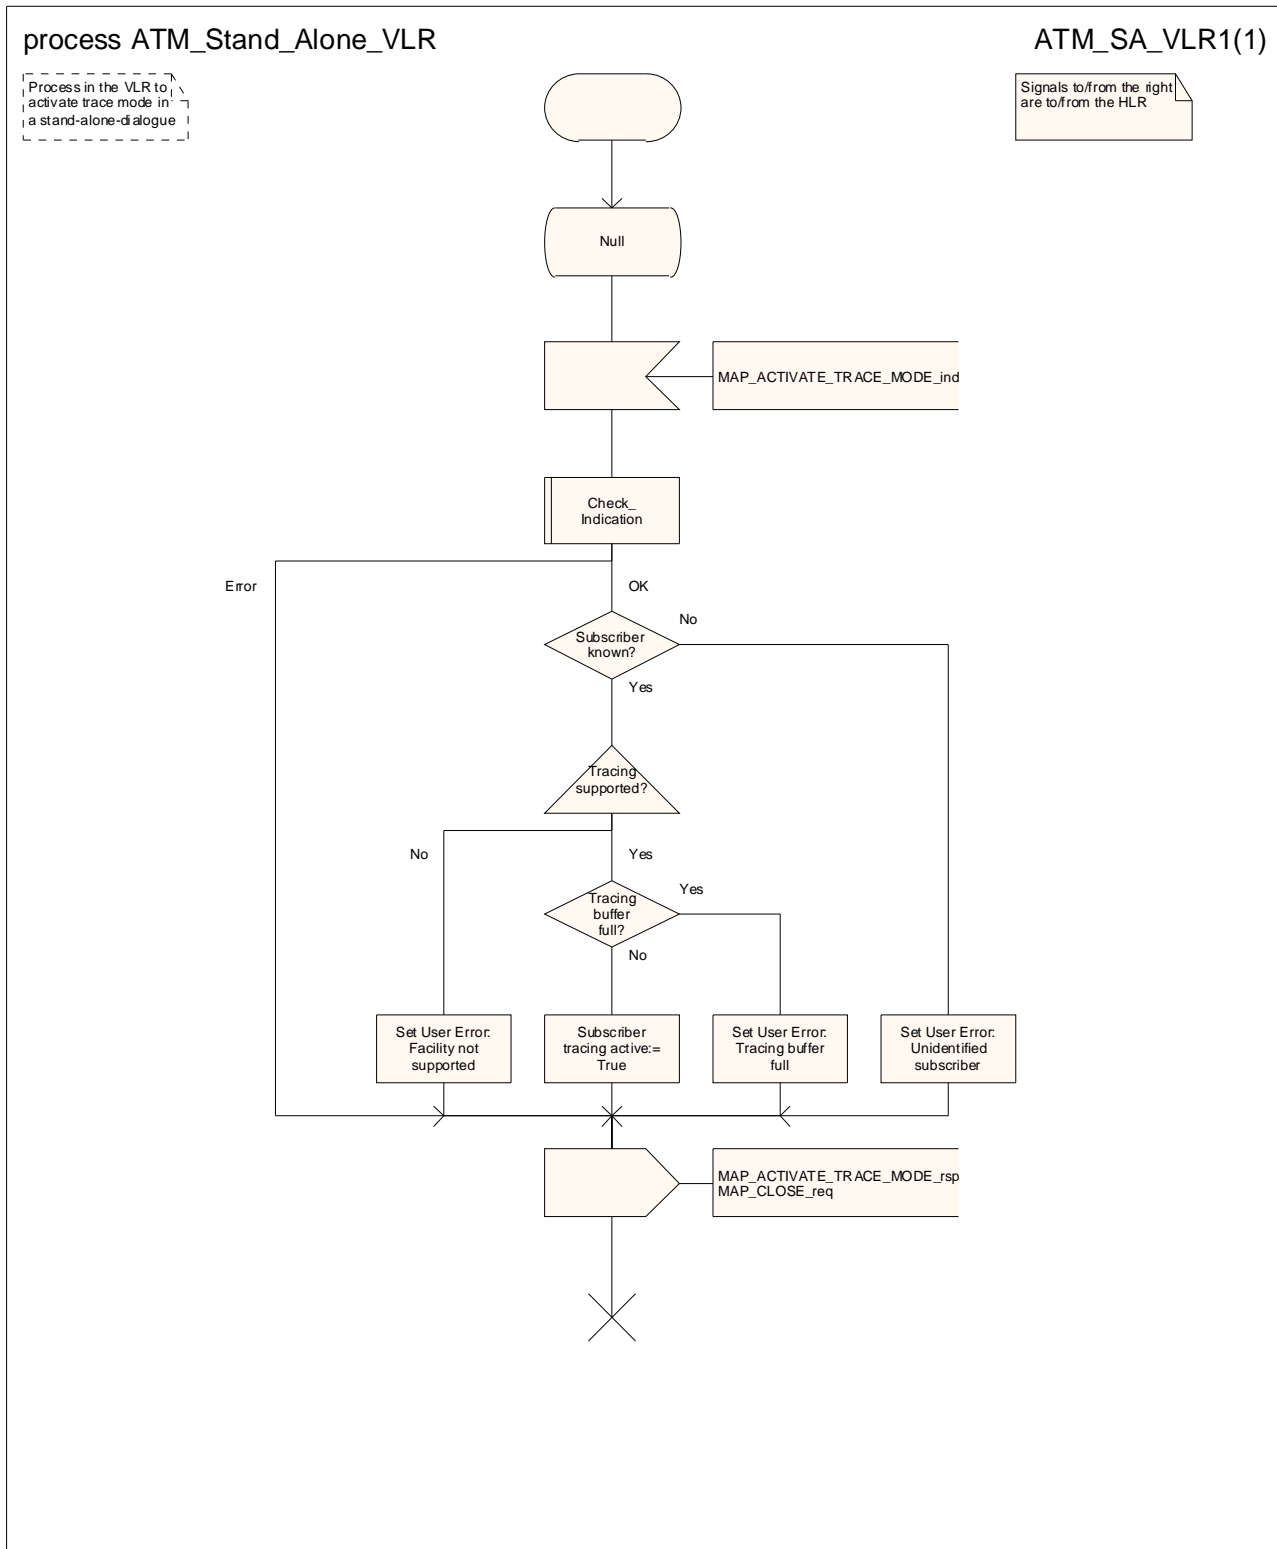 process ATM_Stand_Alone_VLR
ATM_SA_VLR1(1)
Process in the VLR to
activate trace mode in
a stand-alone-dialogue
Signals to/from the right
are to/from the HLR
Null
MAP_ACTIVATE_TRACE_MODE_ind
Check_
Indication
Error
OK
No
Subscriber
known?
Yes
Tracing
supported?
No
Yes
Yes
Tracing
buffer
full?
No
Set User Error:
Facility not
supported
Subscriber
tracing active:=
True
Set User Error:
Tracing buffer
full
Set User Error:
Unidentified
subscriber
MAP_ACTIVATE_TRACE_MODE_rsp
MAP_CLOSE_req